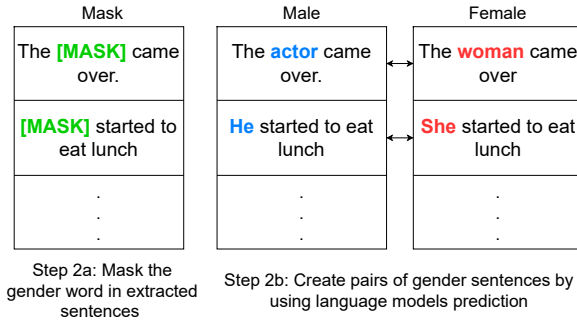 Mask
The [MASK] came
over.
[MASK] started to
eat lunch
.
.
.
Step 2a: Mask the
gender word in extracted
sentences
Male
Female
The actor came
over.
The woman came
over
He started to eat
lunch
She started to eat
lunch
.
.
.
.
.
.
Step 2b: Create pairs of gender sentences by
using language models prediction